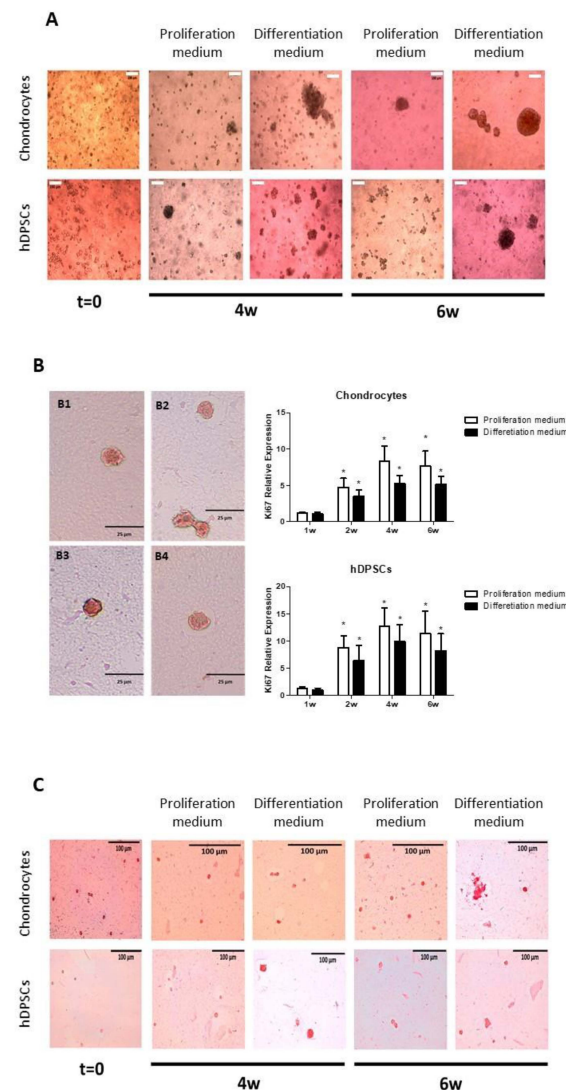 A
Proliferation medium
Differentiation medium
Proliferation medium
Differentiation medium
Chondrocytes
hDPSCs
t=0
4w
6w
B
B1
25 µm
B2
25 µm
B3
25 µm
B4
25 µm
Chondrocytes
Ki67 Relative Expression
15
10
5
0
*
*
*
*
*
*
1w
2w
4w
6w
Proliferation medium
Differetiation medium
hDPSCs
Ki67 Relative Expression
20
15
10
5
0
*
*
*
*
*
*
1w
2w
4w
6w
Proliferation medium
Differetiation medium
C
Proliferation medium
Differentiation medium
Proliferation medium
Differentiation medium
Chondrocytes
100 µm
100 µm
100 µm
100 µm
100 µm
hDPSCs
100 µm
100 µm
100 µm
100 µm
100 µm
t=0
4w
6w